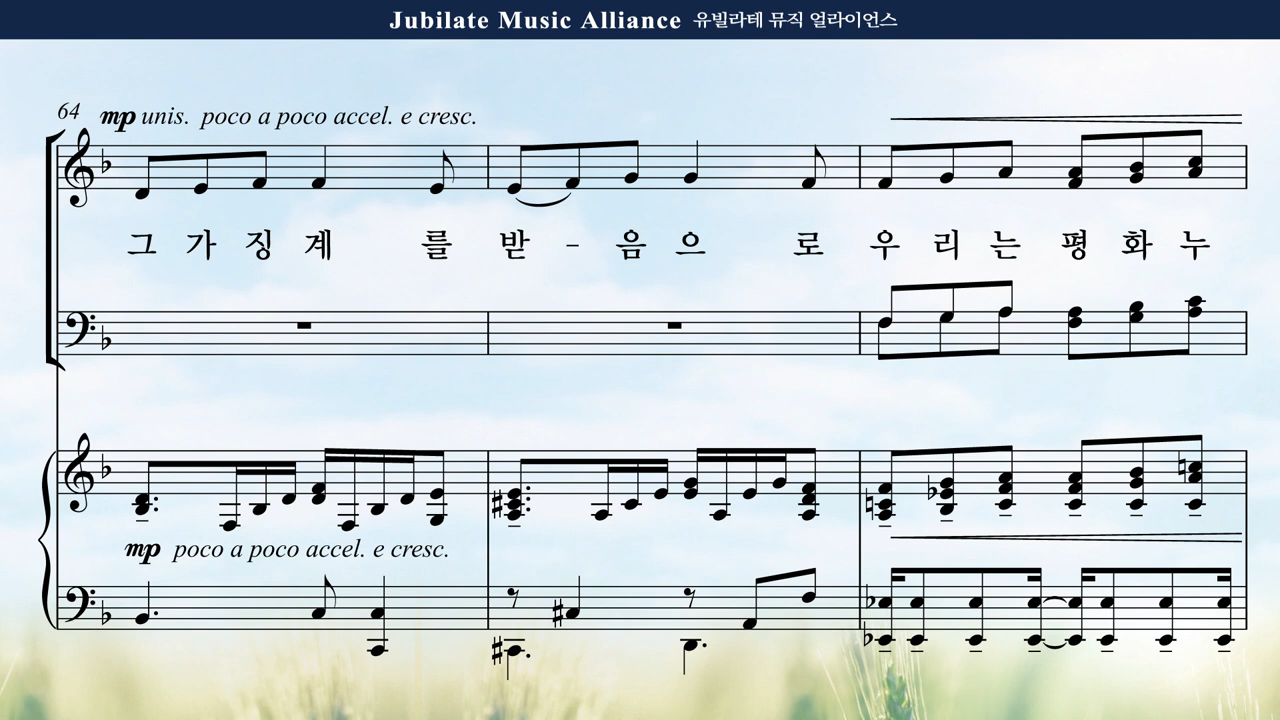 Jubilate Music Alliance 유빌라테 뮤직 얼라이언스
64 mp unis. poco a poco accel. e cresc.
그 가 징 계 를 받 - 음 으 로 우 리 는 평 화 누
mp poco a poco accel. e cresc.